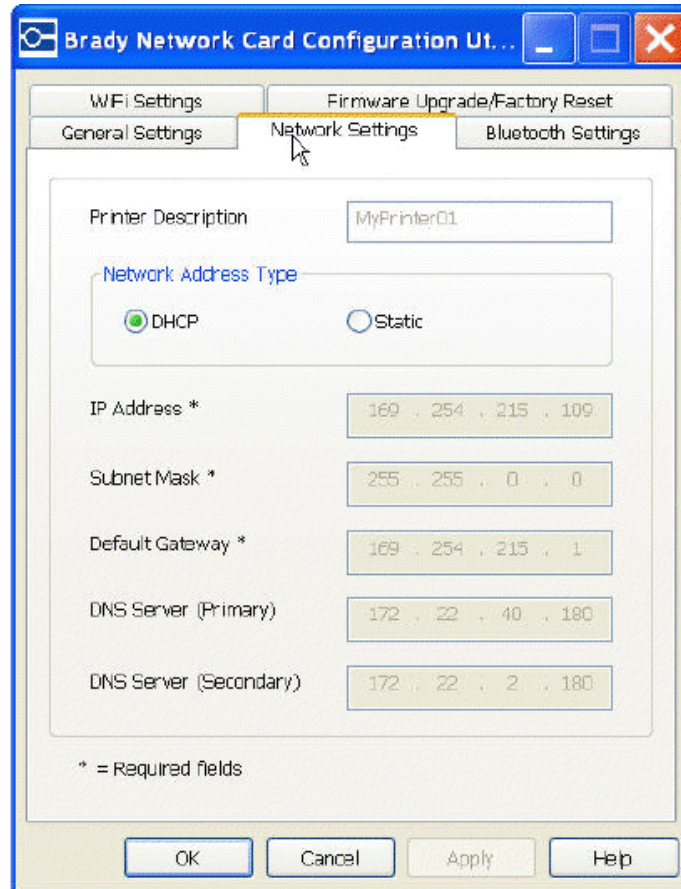 Brady Network Card Configuration Ut...
WiFi Settings Firmware Upgrade/Factory Reset
General Settings Network Settings Bluetooth Settings
Printer Description MyPrinter01
Network Address Type
DHCP Static
IP Address * 169 . 254 . 215 . 109
Subnet Mask * 255 . 255 . 0 . 0
Default Gateway * 169 . 254 . 215 . 1
DNS Server (Primary) 172 . 22 . 40 . 180
DNS Server (Secondary) 172 . 22 . 2 . 180
* = Required fields
OK Cancel Apply Help